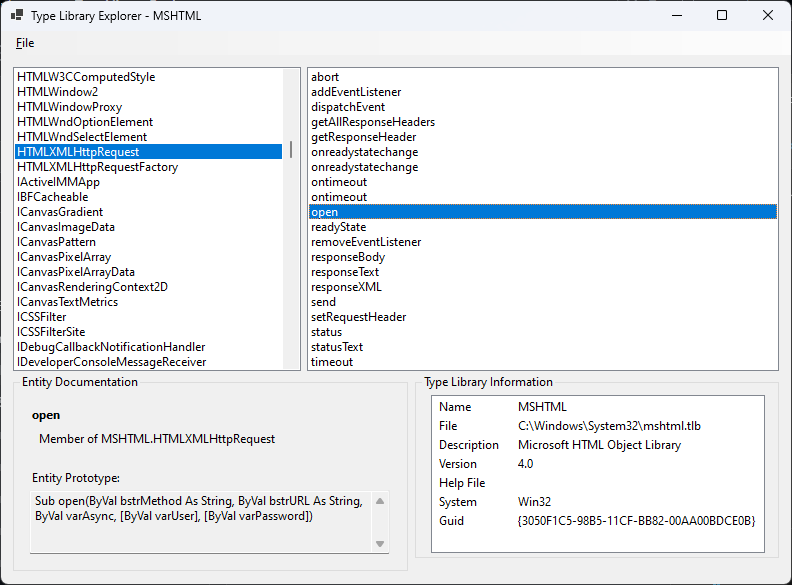 Type Library Explorer - MSHTML
File
HTMLW3CComputedStyle
HTMLWindow2
HTMLWindowProxy
HTMLWndOptionElement
HTMLWndSelectElement
HTMLXMLHttpRequest
HTMLXMLHttpRequestFactory
IActiveIMMApp
IBFCacheable
ICanvasGradient
ICanvasImageData
ICanvasPattern
ICanvasPixelArray
ICanvasPixelArrayData
ICanvasRenderingContext2D
ICanvasTextMetrics
ICSSFilter
ICSSFilterSite
IDebugCallbackNotificationHandler
IDeveloperConsoleMessageReceiver
abort
addEventListener
dispatchEvent
getAllResponseHeaders
getResponseHeader
onreadystatechange
onreadystatechange
ontimeout
ontimeout
open
readyState
removeEventListener
responseBody
responseText
responseXML
send
setRequestHeader
status
statusText
timeout
Entity Documentation
open
Member of MSHTML.HTMLXMLHttpRequest
Entity Prototype:
Sub open(ByVal bstrMethod As String, ByVal bstrURL As String,
ByVal varAsync, [ByVal varUser], [ByVal varPassword])
Type Library Information
Name MSHTML
File C:\Windows\System32\mshtml.tlb
Description Microsoft HTML Object Library
Version 4.0
Help File
System Win32
Guid {3050F1C5-98B5-11CF-BB82-00AA00BDCE0B}